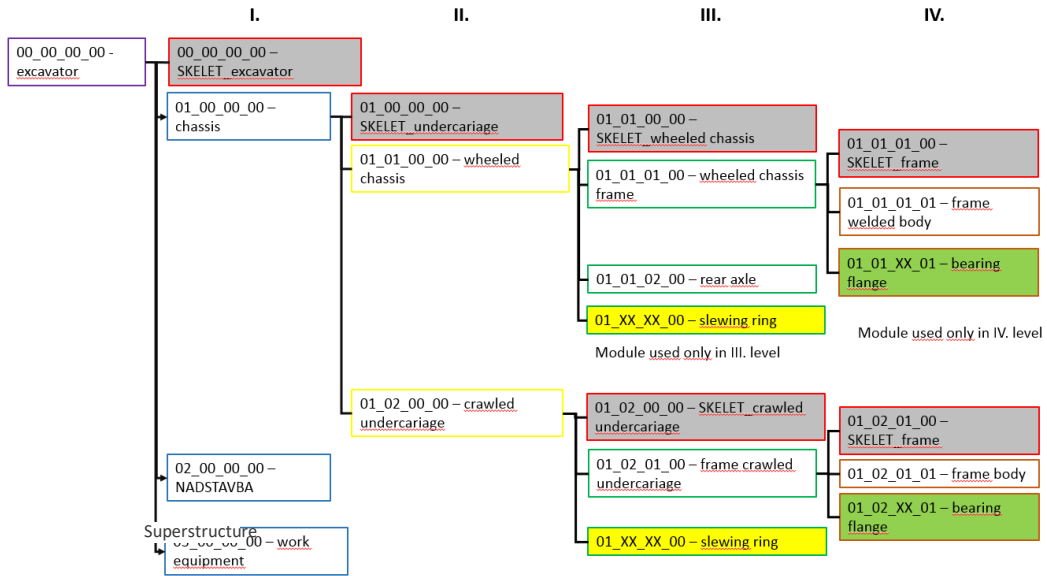 I.
II.
III.
IV.
00_00_00_00 -
excavator
00_00_00_00 –
SKELET_excavator
01_00_00_00 –
chassis
01_00_00_00 –
SKELET_undercariage
01_01_00_00 – wheeled
chassis
01_01_00_00 –
SKELET_wheeled chassis
01_01_01_00 – wheeled chassis
frame
01_01_02_00 – rear axle
01_XX_XX_00 – slewing ring
Module used only in III. level
01_01_01_00 –
SKELET_frame
01_01_01_01 – frame
welded body
01_01_XX_01 – bearing
flange
Module used only in IV. level
01_02_00_00 – crawled
undercariage
01_02_00_00 – SKELET_crawled
undercariage
01_02_01_00 – frame crawled
undercariage
01_XX_XX_00 – slewing ring
01_02_01_00 –
SKELET_frame
01_02_01_01 – frame body
01_02_XX_01 – bearing
flange
02_00_00_00 –
NADSTAVBA
Superstructure
00_00_00 – work
equipment